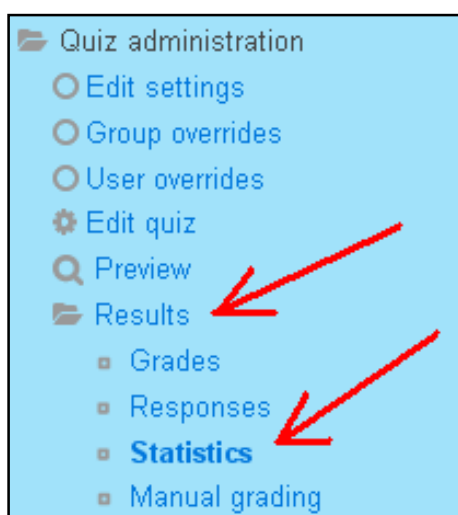 Quiz administration
Edit settings
Group overrides
User overrides
Edit quiz
Preview
Results
Grades
Responses
Statistics
Manual grading